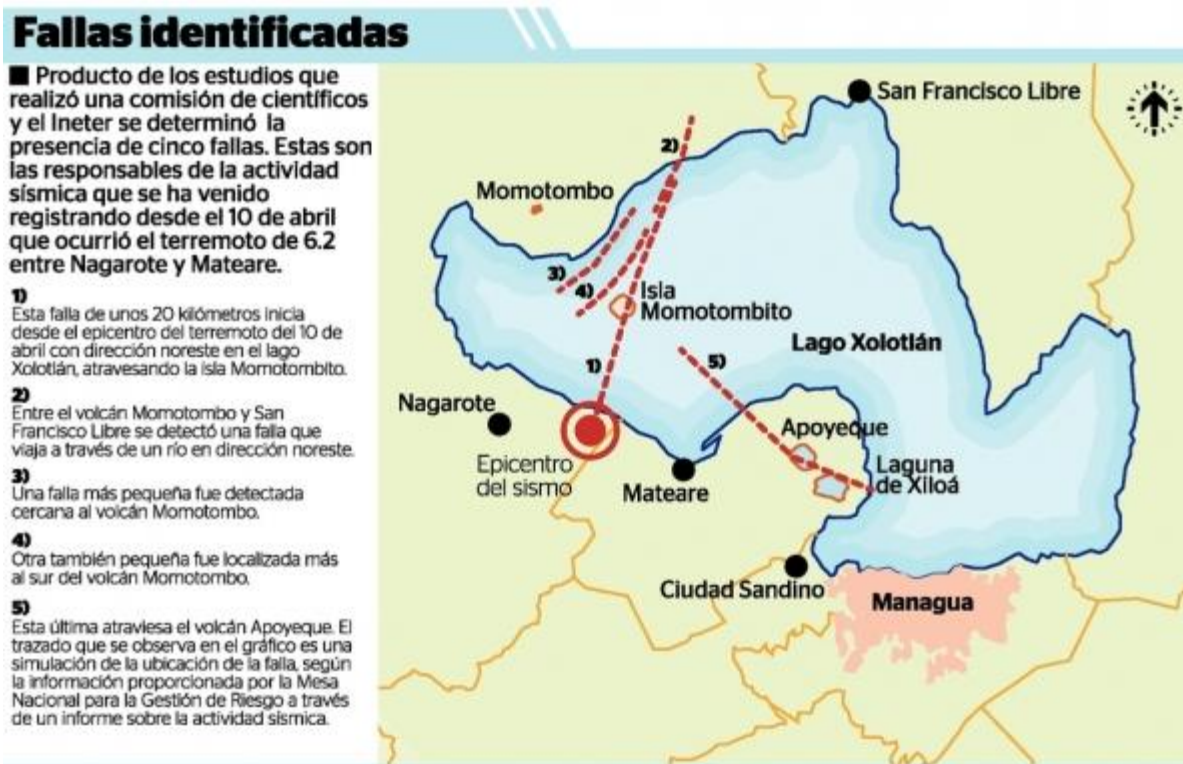 Fallas identificadas
■ Producto de los estudios que
realizó una comisión de científicos
y el Ineter se determinó la
presencia de cinco fallas. Estas son
las responsables de la actividad
sísmica que se ha venido
registrando desde el 10 de abril
que ocurrió el terremoto de 6.2
entre Nagarote y Mateare.
1)
Esta falla de unos 20 kilómetros inicia
desde el epicentro del terremoto del 10 de
abril con dirección noreste en el lago
Xolotlán, atravesando la isla Momotombito.
2)
Entre el volcán Momotombo y San
Francisco Libre se detectó una falla que
viaja a través de un río en dirección noreste.
3)
Una falla más pequeña fue detectada
cercana al volcán Momotombo.
4)
Otra también pequeña fue localizada más
al sur del volcán Momotombo.
5)
Esta última atraviesa el volcán Apoyeque. El
trazado que se observa en el gráfico es una
simulación de la ubicación de la falla, según
la información proporcionada por la Mesa
Nacional para la Gestión de Riesgo a través
de un informe sobre la actividad sísmica.
San Francisco Libre
2)
Momotombo
3)
4)
Isla
Momotombito
Lago Xolotlán
1)
5)
Nagarote
Apoyeque
Epicentro
del sismo
Mateare
Laguna
de Xiloá
Ciudad Sandino
Managua